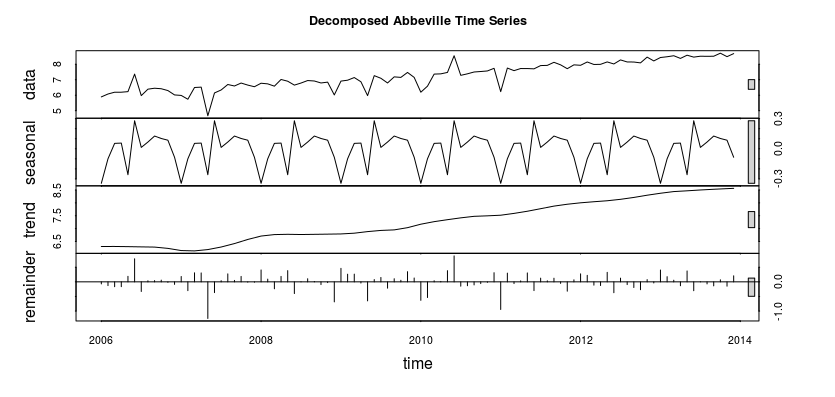 Decomposed Abbeville Time Series
data
5 6 7 8
seasonal
-0.3 0.0 0.3
trend
6.5 7.5 8.5
remainder
-1.0 0.0
2006 2008 2010 2012 2014
time